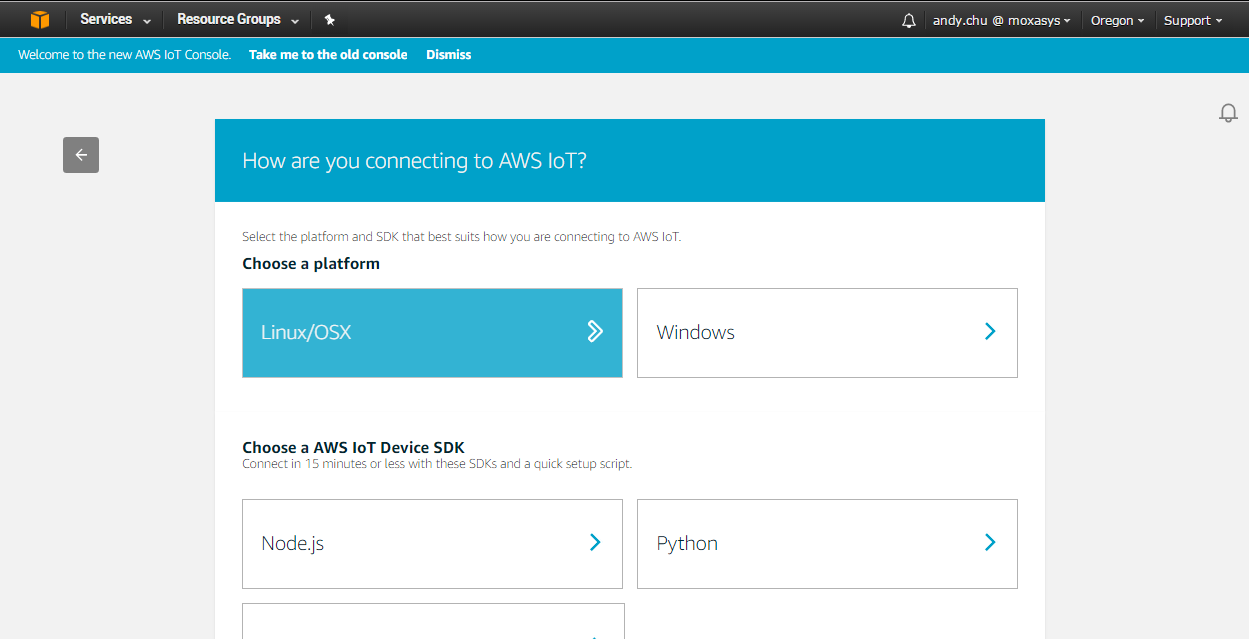 Services Resource Groups andy.chu @ moxasys Oregon Support
Welcome to the new AWS IoT Console. Take me to the old console Dismiss
How are you connecting to AWS IoT?
Select the platform and SDK that best suits how you are connecting to AWS IoT.
Choose a platform
Linux/OSX Windows
Choose a AWS IoT Device SDK
Connect in 15 minutes or less with these SDKs and a quick setup script.
Node.js Python